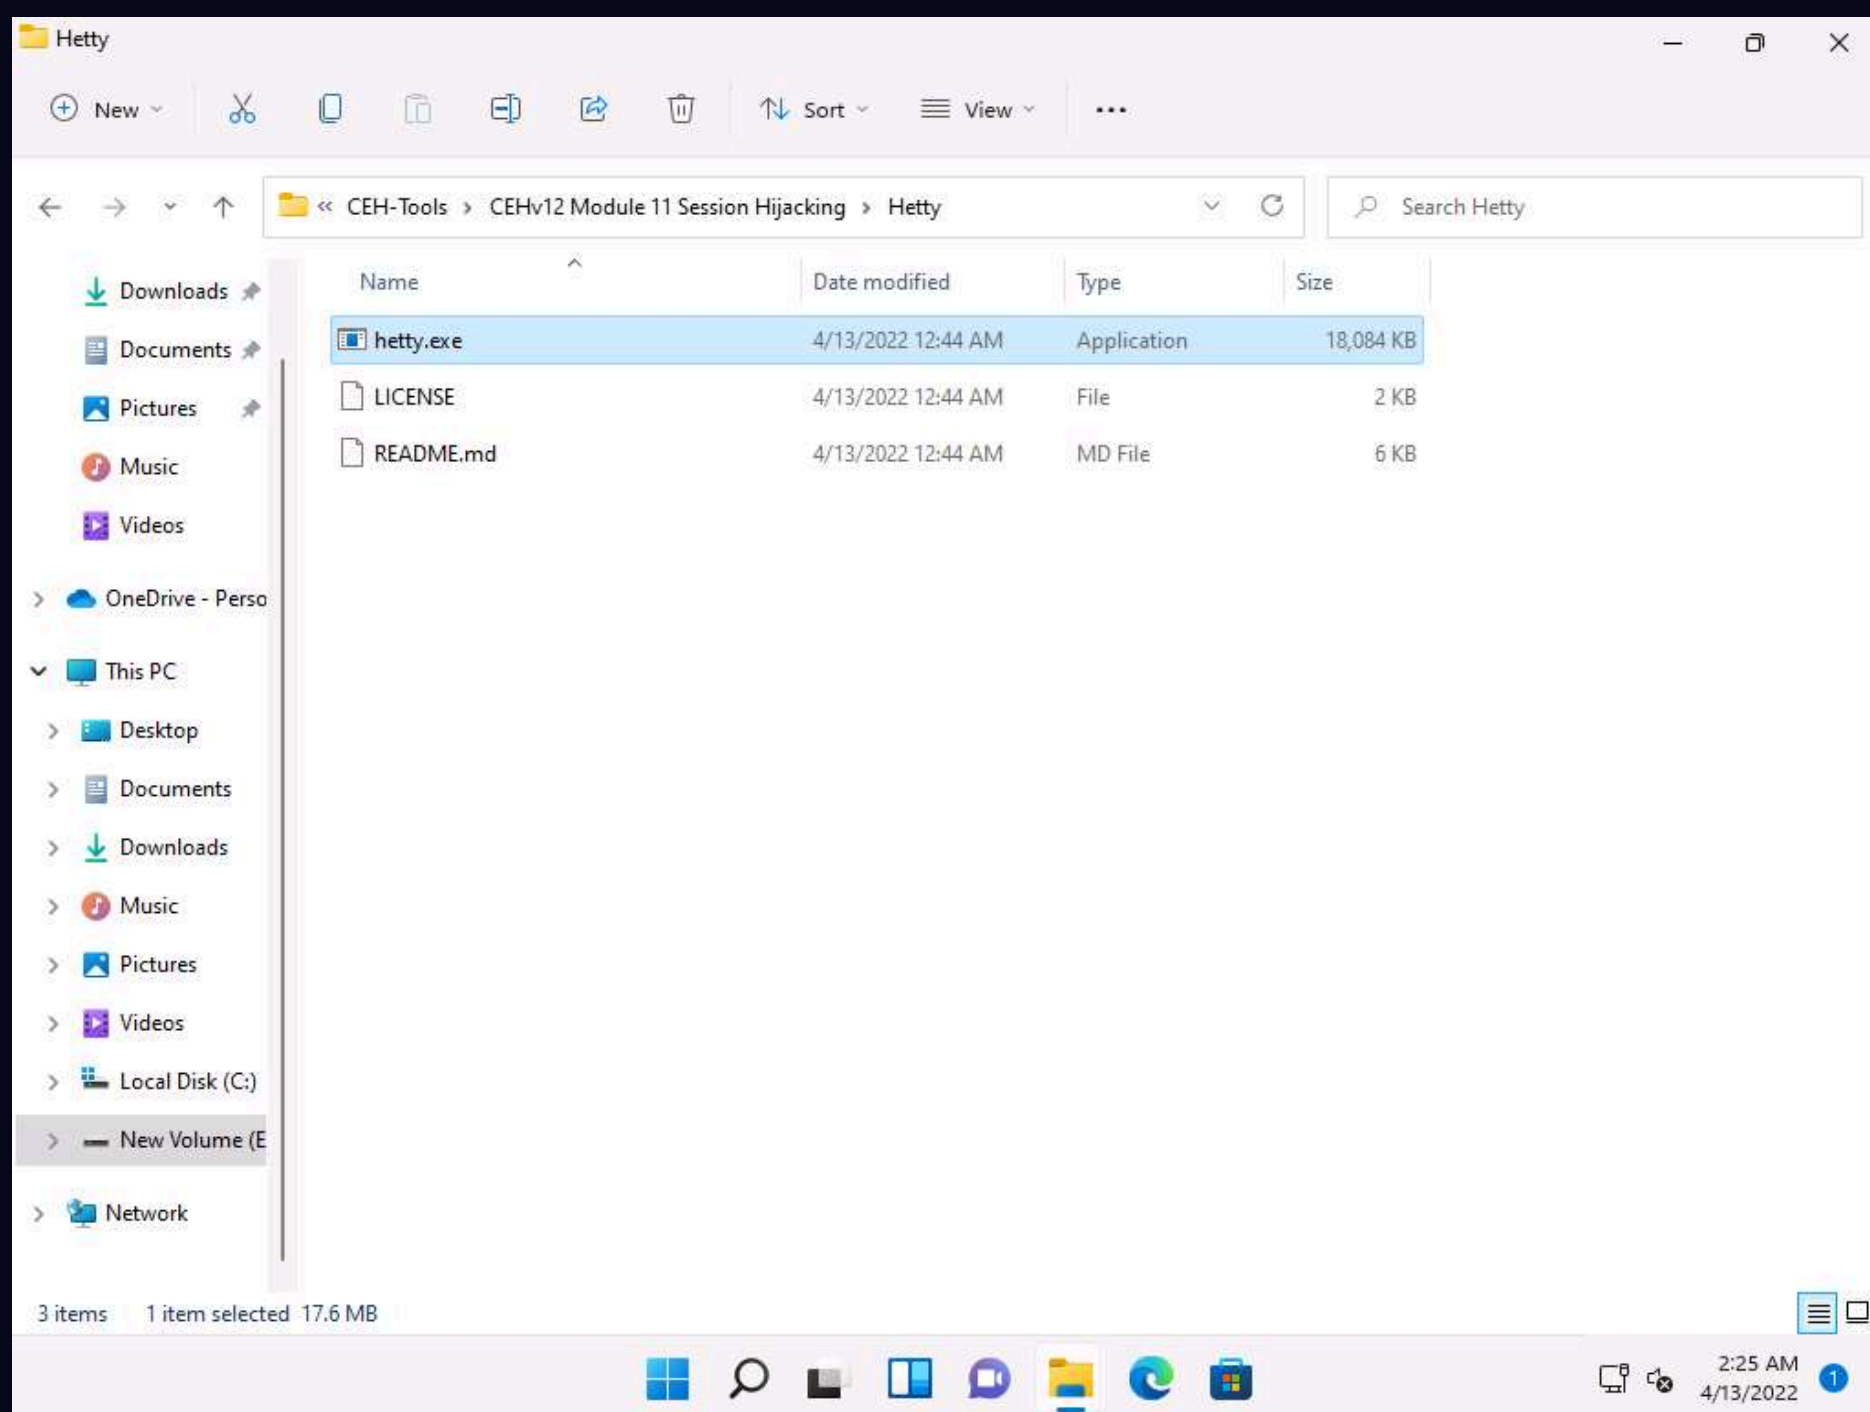 Hetty
New Sort View
« CEH-Tools > CEHv12 Module 11 Session Hijacking > Hetty Search Hetty
Name Date modified Type Size
hetty.exe 4/13/2022 12:44 AM Application 18,084 KB
LICENSE 4/13/2022 12:44 AM File 2 KB
README.md 4/13/2022 12:44 AM MD File 6 KB
Downloads
Documents
Pictures
Music
Videos
OneDrive - Perso
This PC
Desktop
Documents
Downloads
Music
Pictures
Videos
Local Disk (C:)
New Volume (E
Network
3 items 1 item selected 17.6 MB
2:25 AM
4/13/2022
1